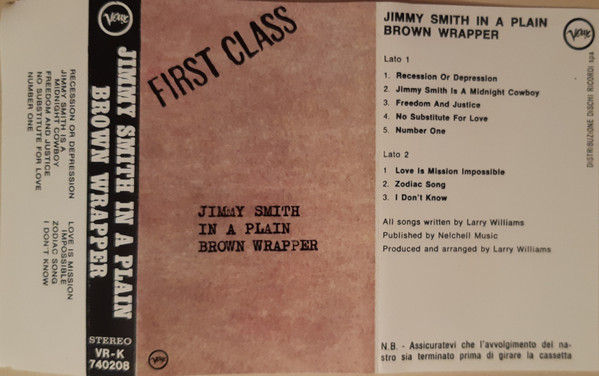 RECESSION OR DEPRESSION
JIMMY SMITH IS A
MIDNIGHT COWBOY
FREEDOM AND JUSTICE
NO SUBSTITUTE FOR LOVE
NUMBER ONE
LOVE IS MISSION
IMPOSSIBLE
ZODIAC SONG
I DON'T KNOW
Verve
JIMMY SMITH IN A PLAIN
BROWN WRAPPER
STEREO
VR-K
740208
FIRST CLASS
JIMMY SMITH
IN A PLAIN
BROWN WRAPPER
Verve
JIMMY SMITH IN A PLAIN
BROWN WRAPPER
Verve
Lato 1
1. Recession Or Depression
2. Jimmy Smith Is A Midnight Cowboy
3. Freedom And Justice
4. No Substitute For Love
5. Number One
Lato 2
1 Love Is Mission Impossible
2. Zodiac Song
3. I Don't Know
All songs written by Larry Williams
Published by Nelchell Music
Produced and arranged by Larry Williams
N.B. - Assicuratevi che l'avvolgimento del na-
stro sia terminato prima di girare la cassetta
DISTRIBUZIONE DISCHI RICORDI spa